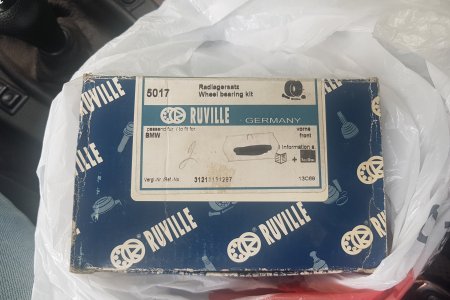 5017
Radlagersatz
Wheel bearing kit
RUVILLE
GERMANY
passend für / to fit for
BMW
vorne
front
information
+
vergl.-Nr./Ref.-No.
13C69
RUVILLE
RUVILLE
RUVILLE
RUVILLE